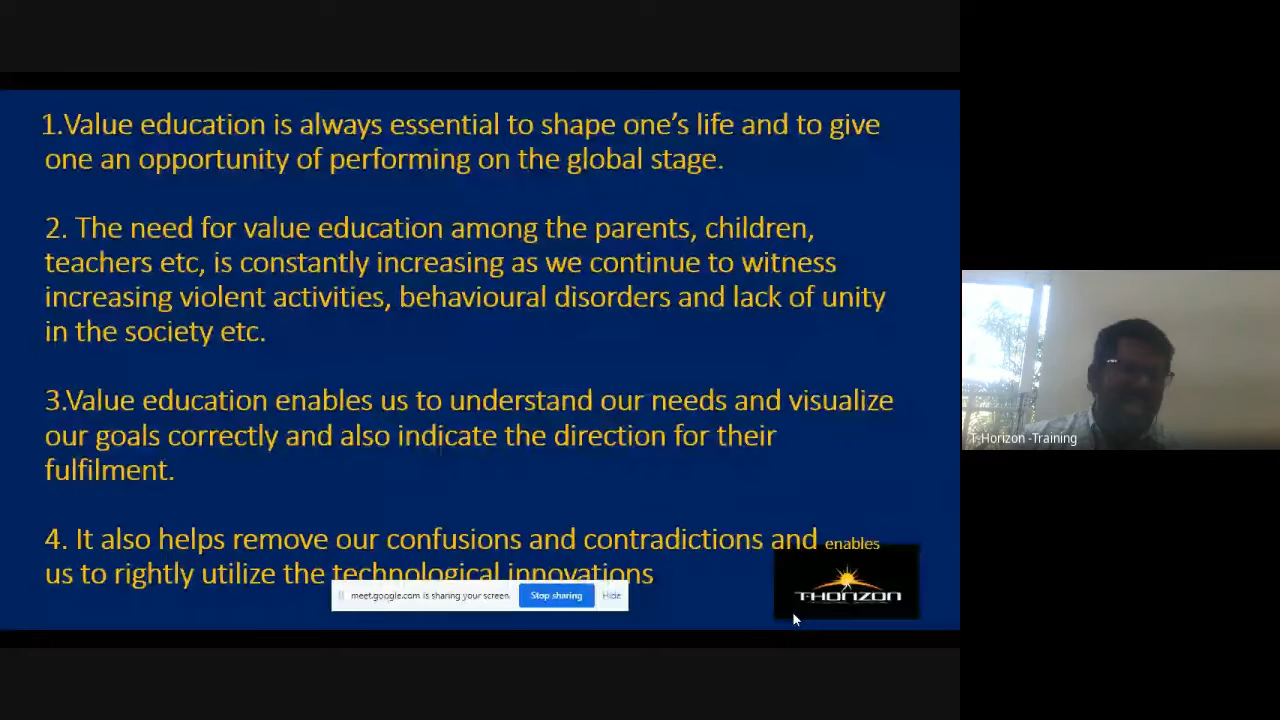 1.Value education is always essential to shape one's life and to give
one an opportunity of performing on the global stage.
2. The need for value education among the parents, children,
teachers etc, is constantly increasing as we continue to witness
increasing violent activities, behavioural disorders and lack of unity
in the society etc.
3.Value education enables us to understand our needs and visualize
our goals correctly and also indicate the direction for their
fulfilment.
4. It also helps remove our confusions and contradictions and enables
us to rightly utilize the technological innovations
meet.google.com is sharing your screen. Stop sharing Hide
THORIZON
T-Horizon -Training